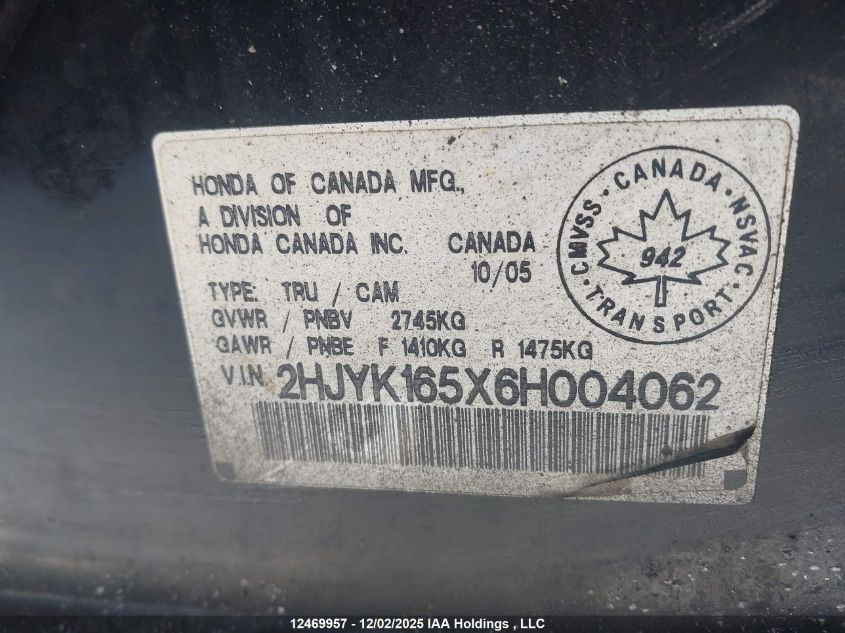 HONDA OF CANADA MFG.,
A DIVISION OF
HONDA CANADA INC. CANADA
10/05
TYPE: TRU / CAM
GVWR / PNBV 2745KG
GAWR / PNBE F 1410KG R 1475KG
V.I.N. 2HJYK165X6H004062
CMVSS · CANADA · NSVAC · TRANSPORT ·
942
12469957 - 12/02/2025 IAA Holdings , LLC